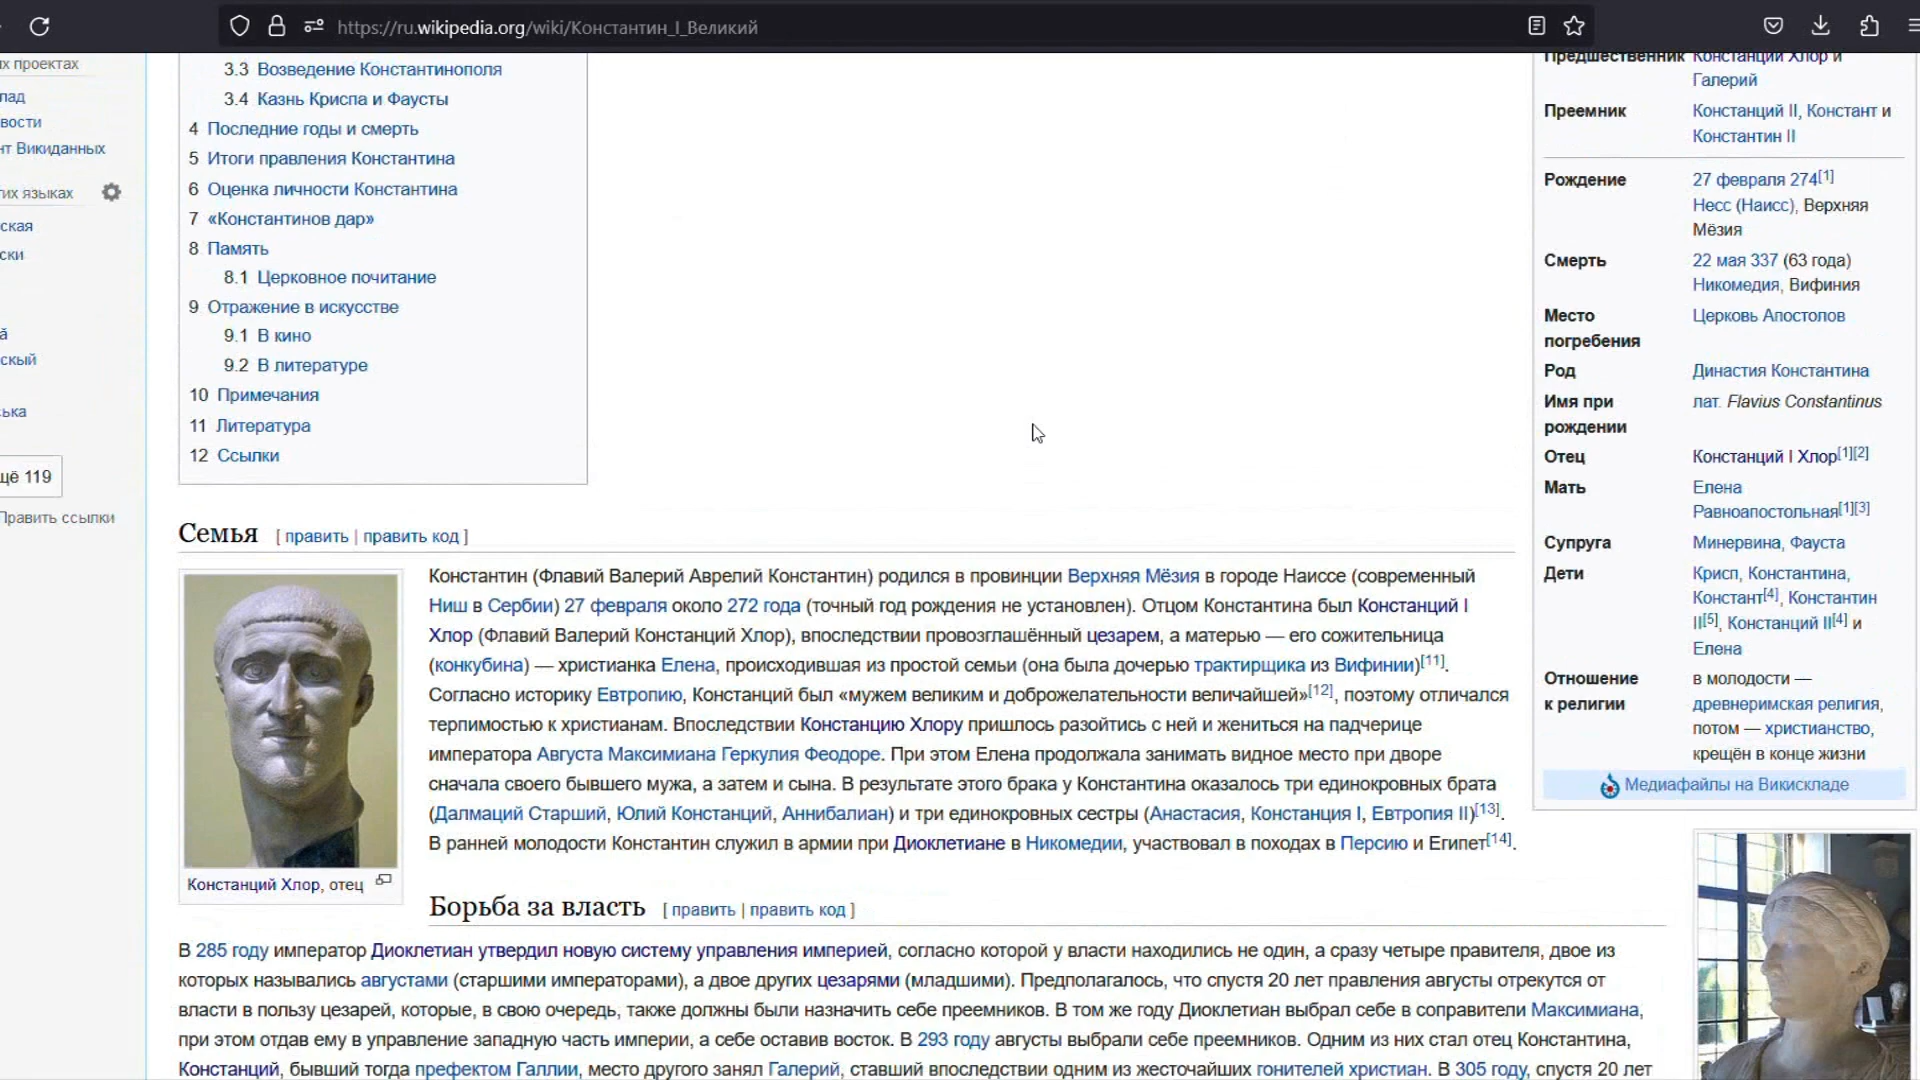 https://ru.wikipedia.org/wiki/Константин_I_Великий
их проектах
лад
вости
нт Викиданных
гих языках
ская
ски
ă
скый
ська
щё 119
Править ссылки
3.3 Возведение Константинополя
3.4 Казнь Криспа и Фаусты
4 Последние годы и смерть
5 Итоги правления Константина
6 Оценка личности Константина
7 «Константинов дар»
8 Память
8.1 Церковное почитание
9 Отражение в искусстве
9.1 В кино
9.2 В литературе
10 Примечания
11 Литература
12 Ссылки
Семья [ править | править код ]
Константин (Флавий Валерий Аврелий Константин) родился в провинции Верхняя Мёзия в городе Наиссе (современный
Ниш в Сербии) 27 февраля около 272 года (точный год рождения не установлен). Отцом Константина был Констанций I
Хлор (Флавий Валерий Констанций Хлор), впоследствии провозглашённый цезарем, а матерью — его сожительница
(конкубина) — христианка Елена, происходившая из простой семьи (она была дочерью трактирщика из Вифинии)[11].
Согласно историку Евтропию, Констанций был «мужем великим и доброжелательности величайшей»[12], поэтому отличался
терпимостью к христианам. Впоследствии Констанцию Хлору пришлось разойтись с ней и жениться на падчерице
императора Августа Максимиана Геркулия Феодоре. При этом Елена продолжала занимать видное место при дворе
сначала своего бывшего мужа, а затем и сына. В результате этого брака у Константина оказалось три единокровных брата
(Далмаций Старший, Юлий Констанций, Аннибалиан) и три единокровных сестры (Анастасия, Констанция I, Евтропия II)[13].
В ранней молодости Константин служил в армии при Диоклетиане в Никомедии, участвовал в походах в Персию и Египет[14].
Констанций Хлор, отец
Борьба за власть [ править | править код ]
В 285 году император Диоклетиан утвердил новую систему управления империей, согласно которой у власти находились не один, а сразу четыре правителя, двое из
которых назывались августами (старшими императорами), а двое других цезарями (младшими). Предполагалось, что спустя 20 лет правления августы отрекутся от
власти в пользу цезарей, которые, в свою очередь, также должны были назначить себе преемников. В том же году Диоклетиан выбрал себе в соправители Максимиана,
при этом отдав ему в управление западную часть империи, а себе оставив восток. В 293 году августы выбрали себе преемников. Одним из них стал отец Константина,
Констанций, бывший тогда префектом Галлии, место другого занял Галерий, ставший впоследствии одним из жесточайших гонителей христиан. В 305 году, спустя 20 лет
Предшественник Констанций Хлор и
Галерий
Преемник Констанций II, Констант и
Константин II
Рождение 27 февраля 274[1]
Несс (Наисс), Верхняя
Мёзия
Смерть 22 мая 337 (63 года)
Никомедия, Вифиния
Место Церковь Апостолов
погребения
Род Династия Константина
Имя при лат. Flavius Constantinus
рождении
Отец Констанций I Хлор[1][2]
Мать Елена
Равноапостольная[1][3]
Супруга Минервина, Фауста
Дети Крисп, Константина,
Констант[4], Константин
II[5], Констанций II[4] и
Елена
Отношение в молодости —
к религии древнеримская религия,
потом — христианство,
крещён в конце жизни
Медиафайлы на Викискладе